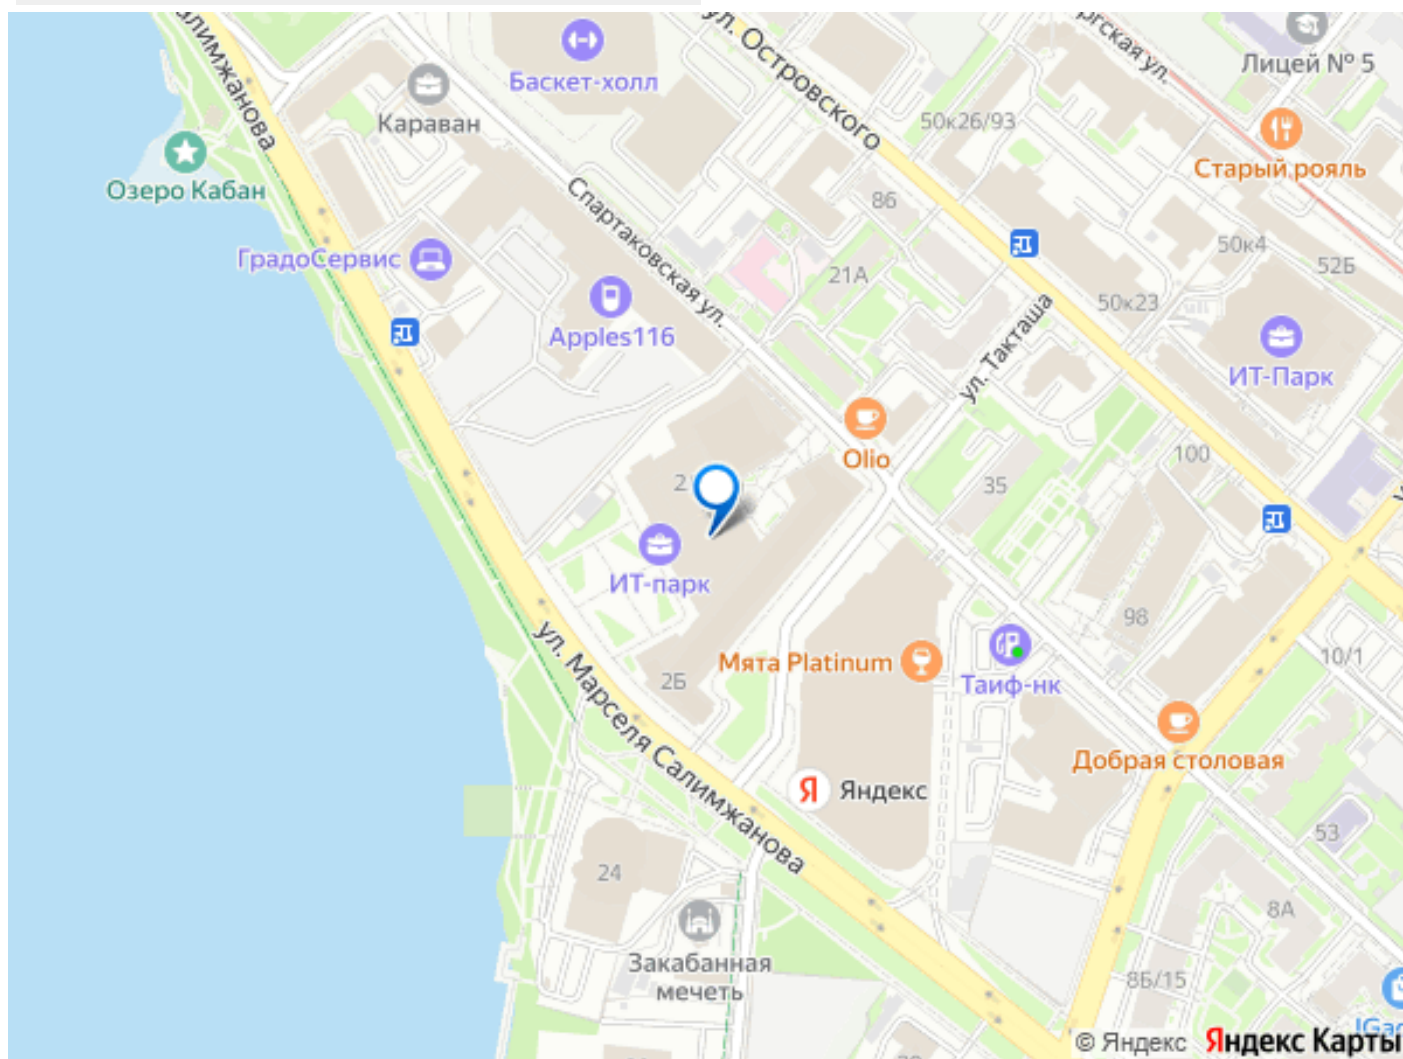 Салимжанова
ул. Островского
Лицей № 5
Баскет-холл
Караван
50к26/93
Старый рояль
Озеро Кабан
Спартаковская ул.
86
50к4
52Б
ГрадоСервис
21А
50к23
Apples116
ул. Такташа
ИТ-Парк
Olio
100
35
2
ИТ-парк
98
ул. Марселя Салимжанова
Мята Platinum
10/1
2Б
Таиф-нк
Добрая столовая
Яндекс
53
24
8А
Закабанная
мечеть
8Б/15
© Яндекс
Яндекс Карты